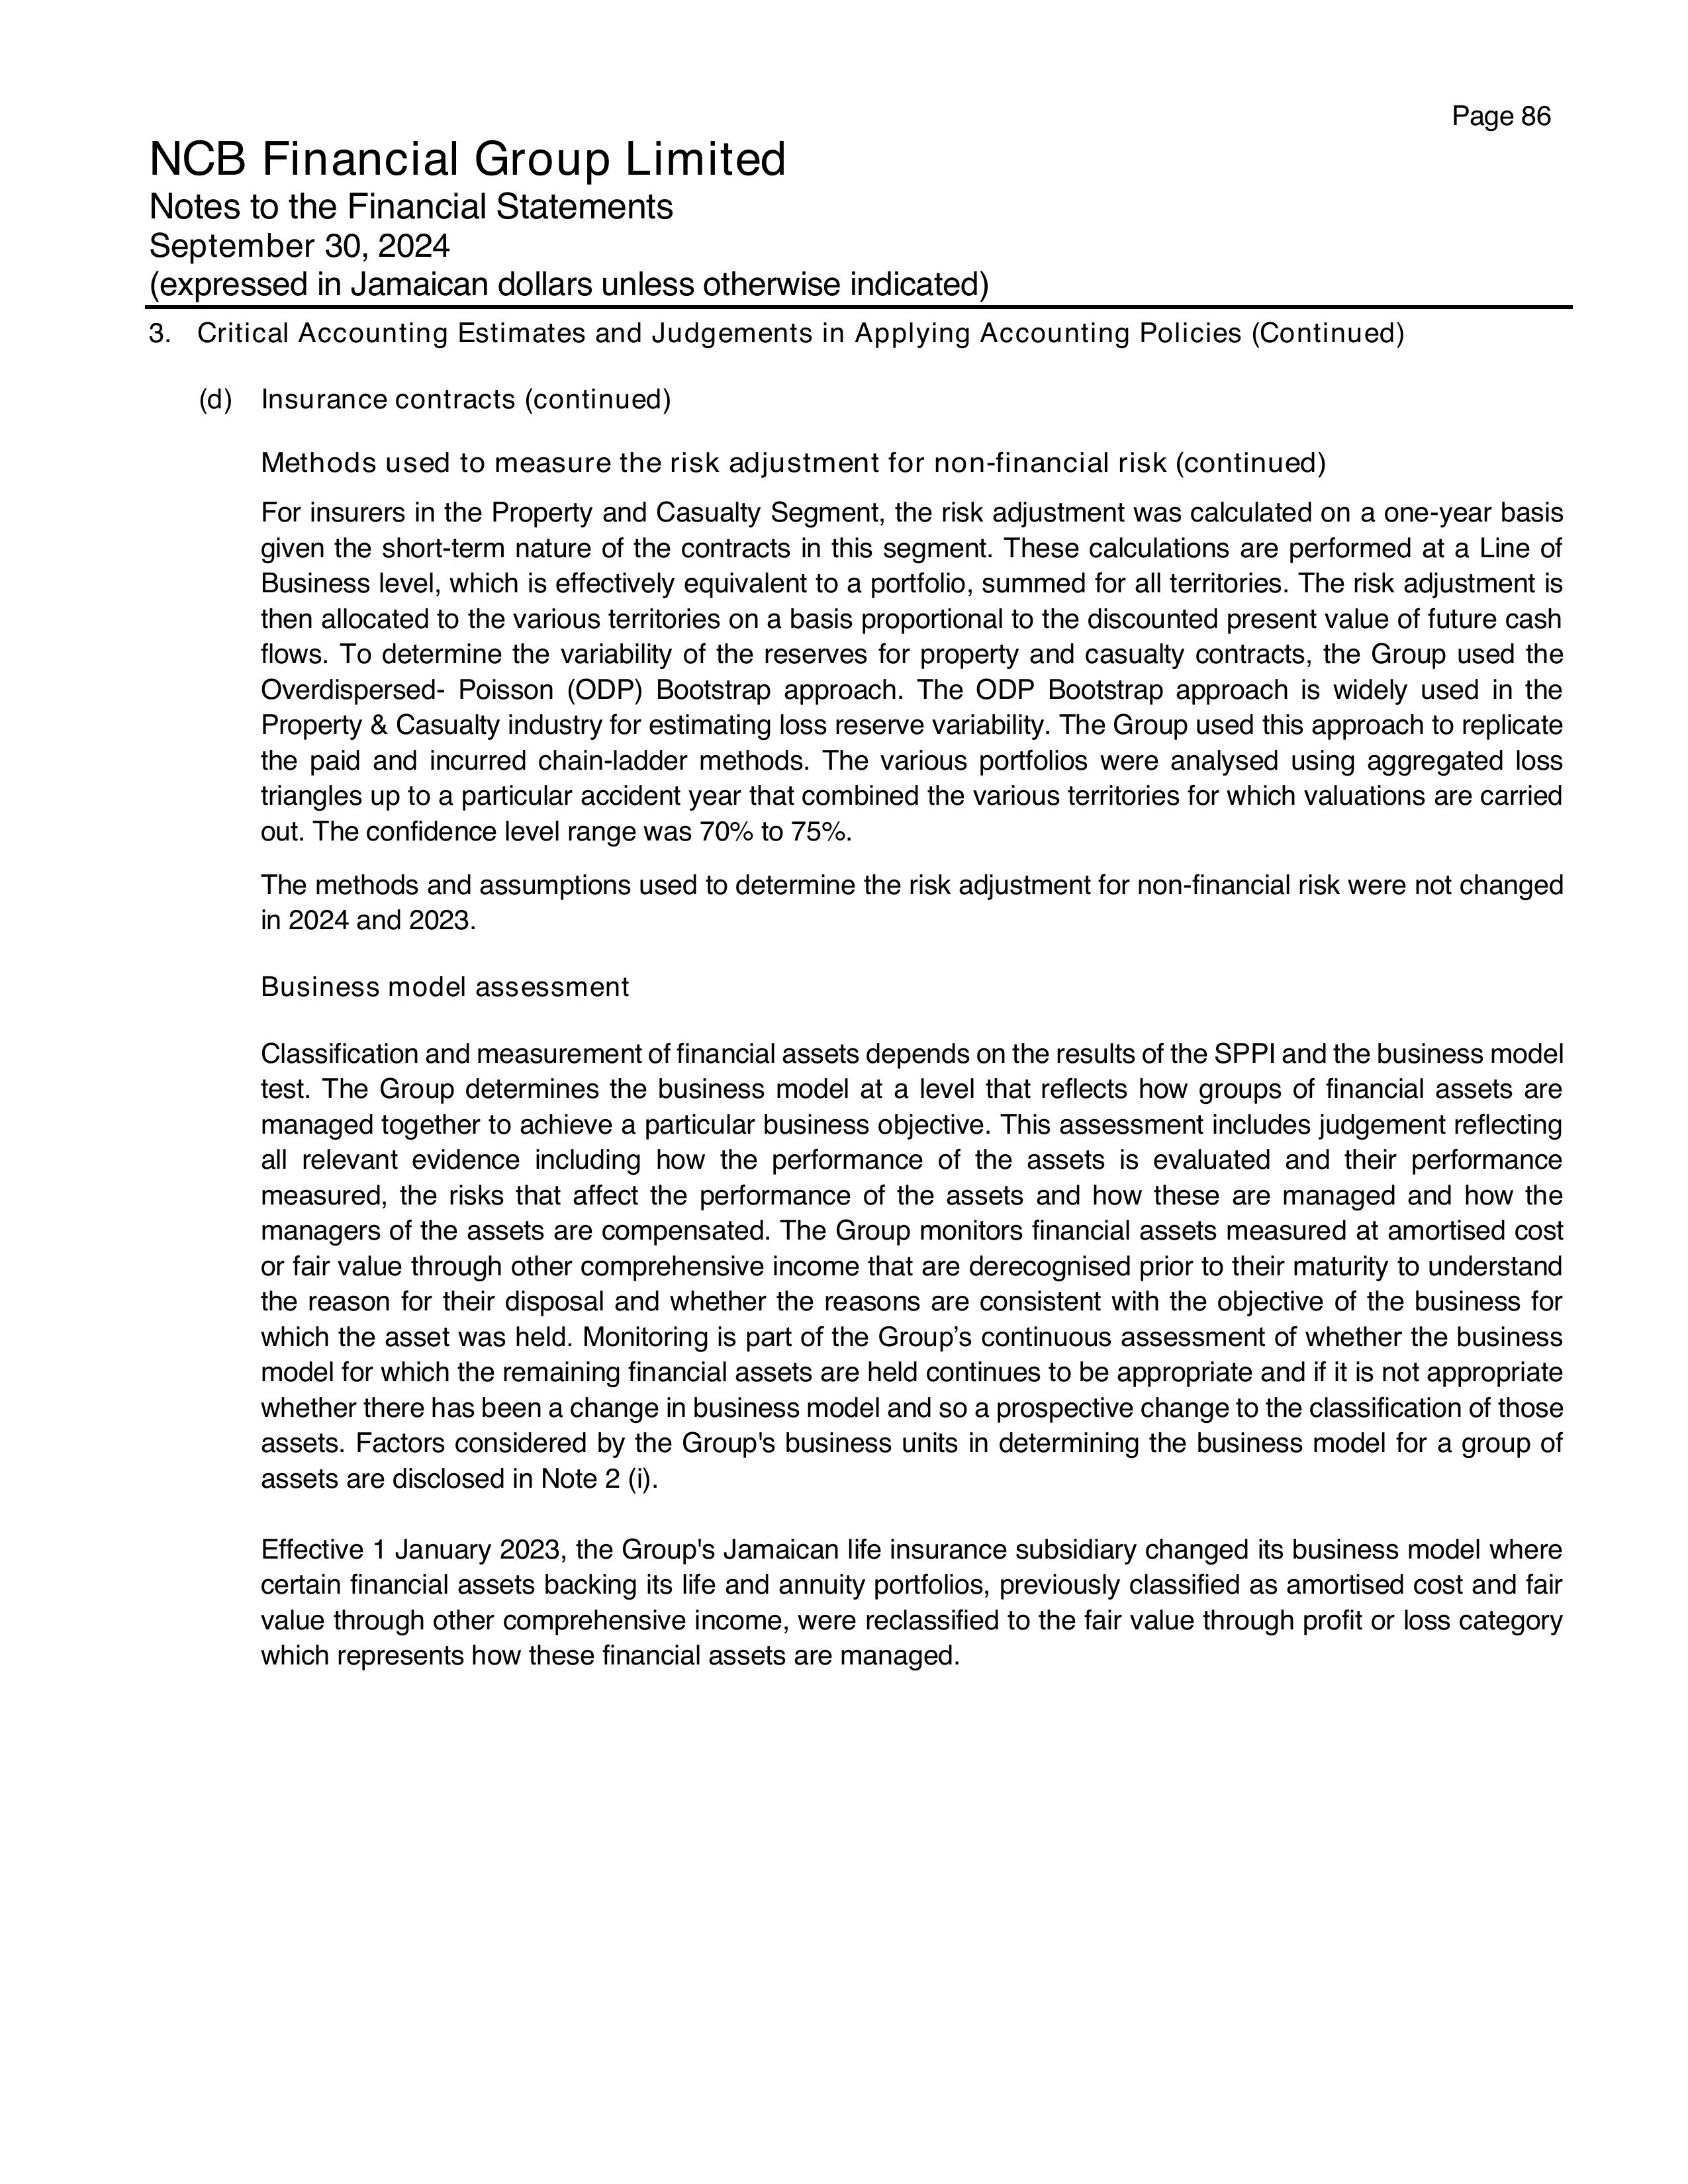 Page 86
NCB Financial Group Limited
Notes to the Financial Statements
September 30, 2024
(expressed in Jamaican dollars unless otherwise indicated)
3. Critical Accounting Estimates and Judgements in Applying Accounting Policies (Continued)
(d) Insurance contracts (continued)
Methods used to measure the risk adjustment for non-financial risk (continued)
For insurers in the Property and Casualty Segment, the risk adjustment was calculated on a one-year basis
given the short-term nature of the contracts in this segment. These calculations are performed at a Line of
Business level, which is effectively equivalent to a portfolio, summed for all territories. The risk adjustment is
then allocated to the various territories on a basis proportional to the discounted present value of future cash
flows. To determine the variability of the reserves for property and casualty contracts, the Group used the
Overdispersed- Poisson (ODP) Bootstrap approach. The ODP Bootstrap approach is widely used in the
Property & Casualty industry for estimating loss reserve variability. The Group used this approach to replicate
the paid and incurred chain-ladder methods. The various portfolios were analysed using aggregated loss
triangles up to a particular accident year that combined the various territories for which valuations are carried
out. The confidence level range was 70% to 75%.
The methods and assumptions used to determine the risk adjustment for non-financial risk were not changed
in 2024 and 2023.
Business model assessment
Classification and measurement of financial assets depends on the results of the SPPI and the business model
test. The Group determines the business model at a level that reflects how groups of financial assets are
managed together to achieve a particular business objective. This assessment includes judgement reflecting
all relevant evidence including how the performance of the assets is evaluated and their performance
measured, the risks that affect the performance of the assets and how these are managed and how the
managers of the assets are compensated. The Group monitors financial assets measured at amortised cost
or fair value through other comprehensive income that are derecognised prior to their maturity to understand
the reason for their disposal and whether the reasons are consistent with the objective of the business for
which the asset was held. Monitoring is part of the Group’s continuous assessment of whether the business
model for which the remaining financial assets are held continues to be appropriate and if it is not appropriate
whether there has been a change in business model and so a prospective change to the classification of those
assets. Factors considered by the Group's business units in determining the business model for a group of
assets are disclosed in Note 2 (i).
Effective 1 January 2023, the Group's Jamaican life insurance subsidiary changed its business model where
certain financial assets backing its life and annuity portfolios, previously classified as amortised cost and fair
value through other comprehensive income, were reclassified to the fair value through profit or loss category
which represents how these financial assets are managed.